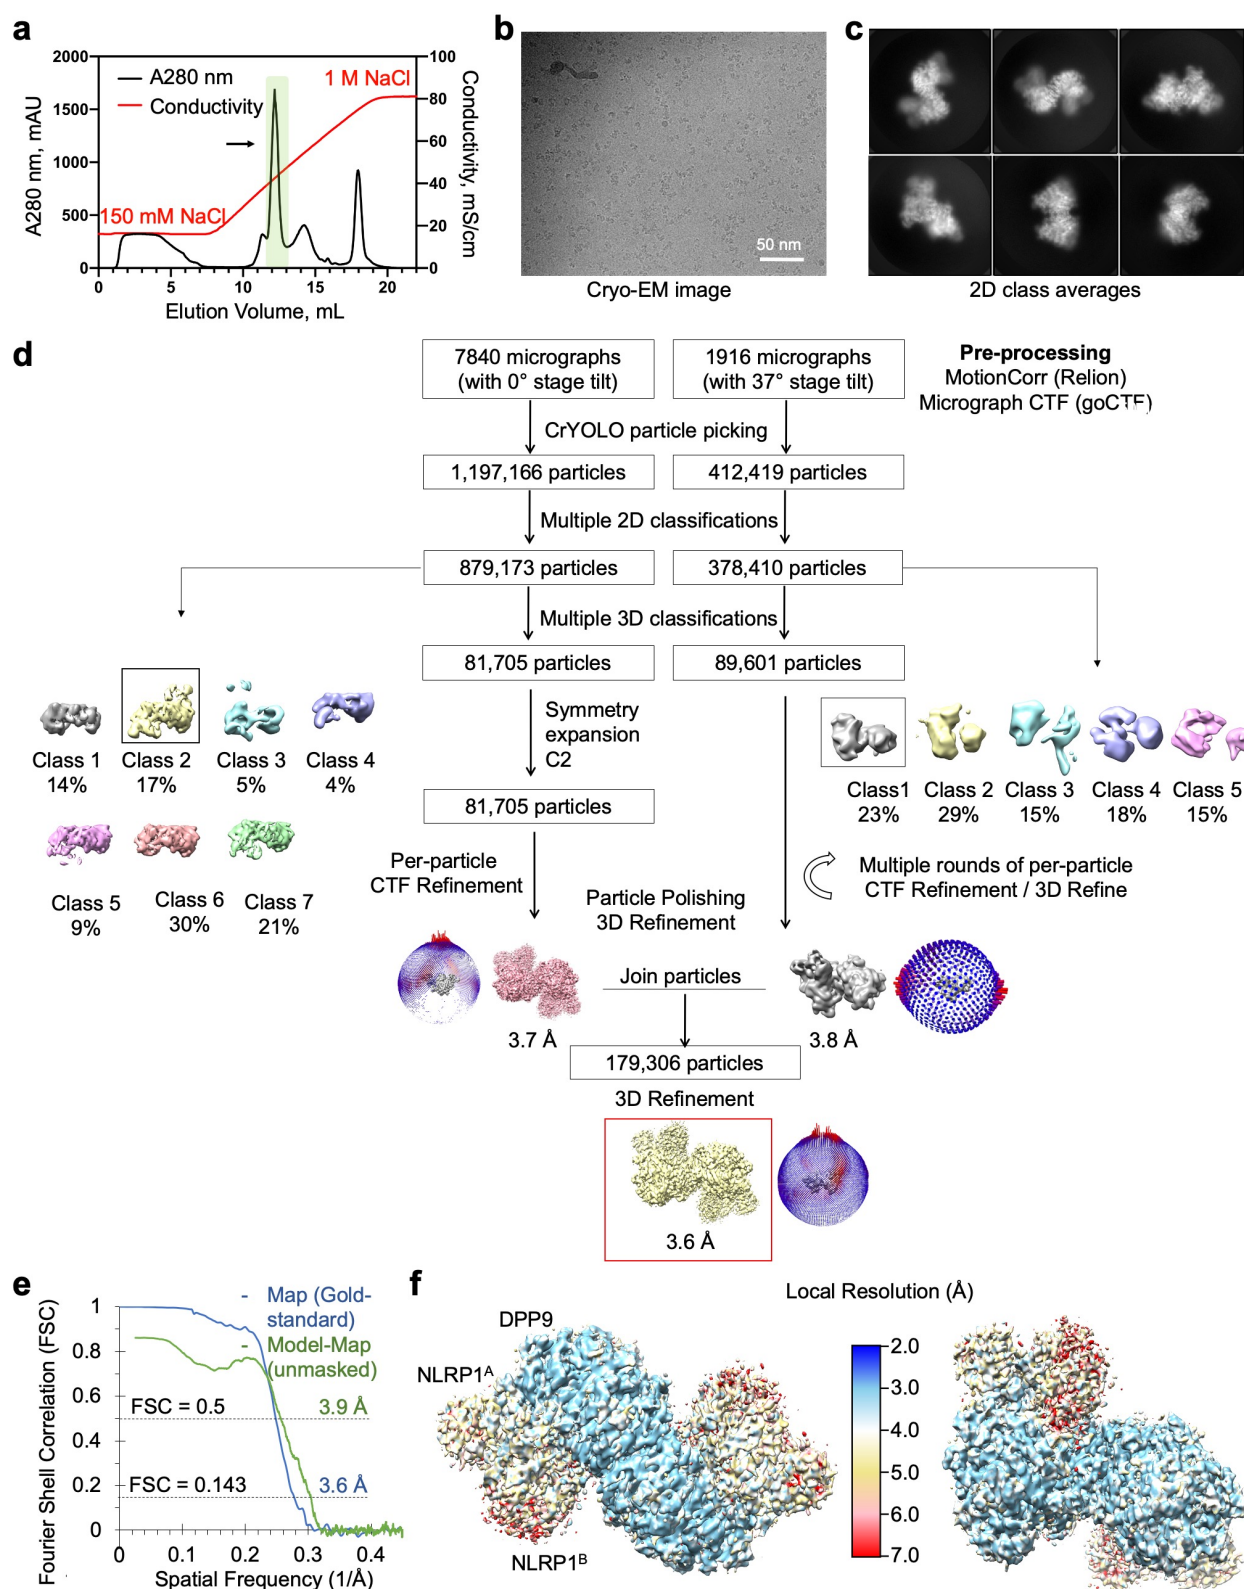 a
2000
1500
1000
500
0
A280 nm, mAU
A280 nm
Conductivity
1 M NaCl
150 mM NaCl
100
80
60
40
20
0
Conductivity, mS/cm
0 5 10 15 20
Elution Volume, mL
b
50 nm
Cryo-EM image
c
2D class averages
d
7840 micrographs
(with 0° stage tilt)
1916 micrographs
(with 37° stage tilt)
Pre-processing
MotionCorr (Relion)
Micrograph CTF (goCTF)
CrYOLO particle picking
1,197,166 particles
412,419 particles
Multiple 2D classifications
879,173 particles
378,410 particles
Multiple 3D classifications
81,705 particles
89,601 particles
Class 1
14%
Class 2
17%
Class 3
5%
Class 4
4%
Class 5
9%
Class 6
30%
Class 7
21%
Symmetry
expansion
C2
81,705 particles
Class1
23%
Class 2
29%
Class 3
15%
Class 4
18%
Class 5
15%
Per-particle
CTF Refinement
Particle Polishing
3D Refinement
Multiple rounds of per-particle
CTF Refinement / 3D Refine
Join particles
3.7 Å
3.8 Å
179,306 particles
3D Refinement
3.6 Å
e
Fourier Shell Correlation (FSC)
1
0.8
0.6
0.4
0.2
0
- Map (Gold-
standard)
- Model-Map
(unmasked)
FSC = 0.5
3.9 Å
FSC = 0.143
3.6 Å
0 0.1 0.2 0.3 0.4
Spatial Frequency (1/Å)
f
Local Resolution (Å)
DPP9
NLRP1A
NLRP1B
2.0
3.0
4.0
5.0
6.0
7.0